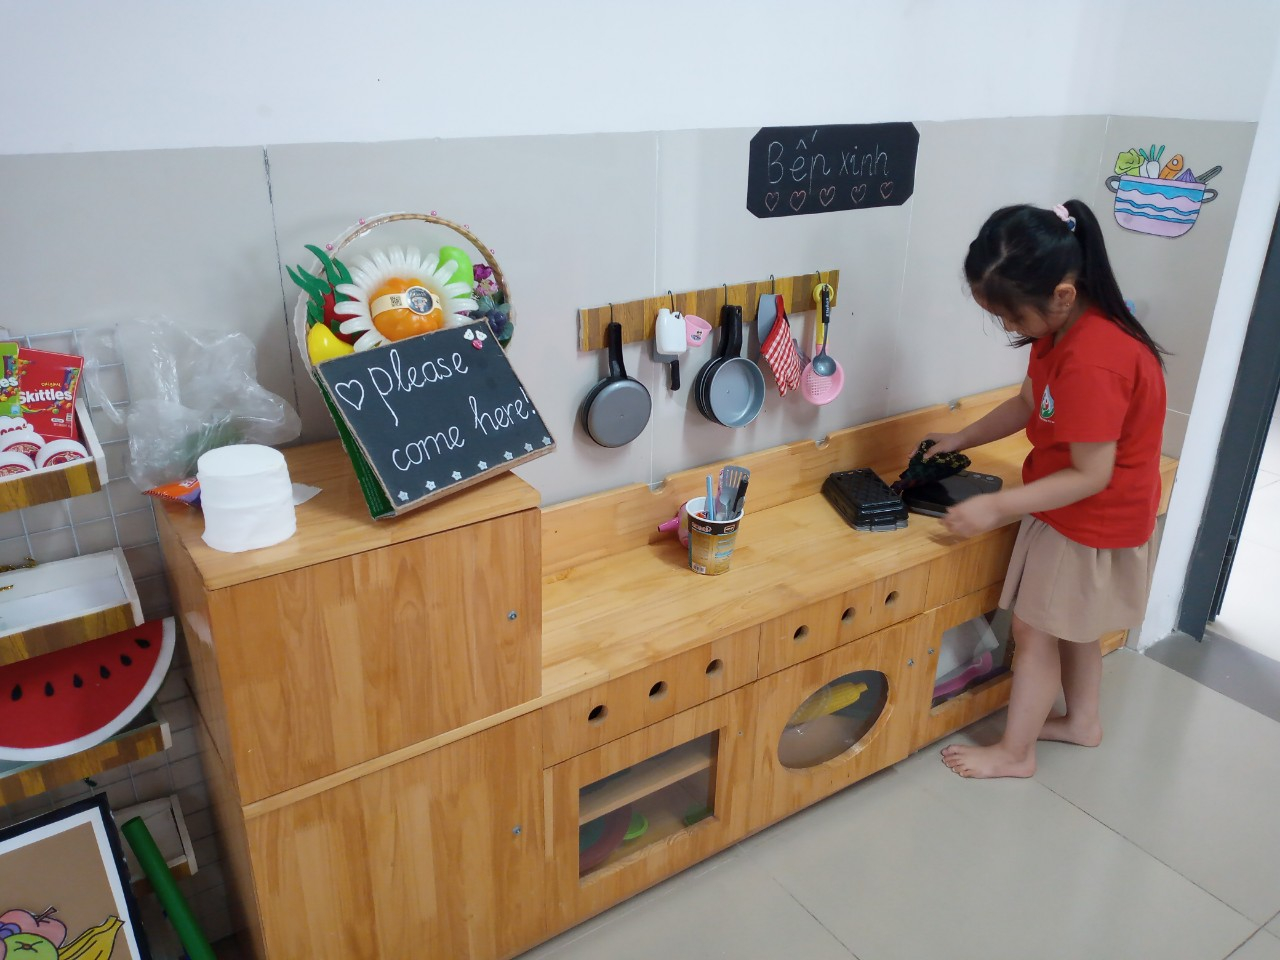 Bếp xinh
please
come here!
Skittles